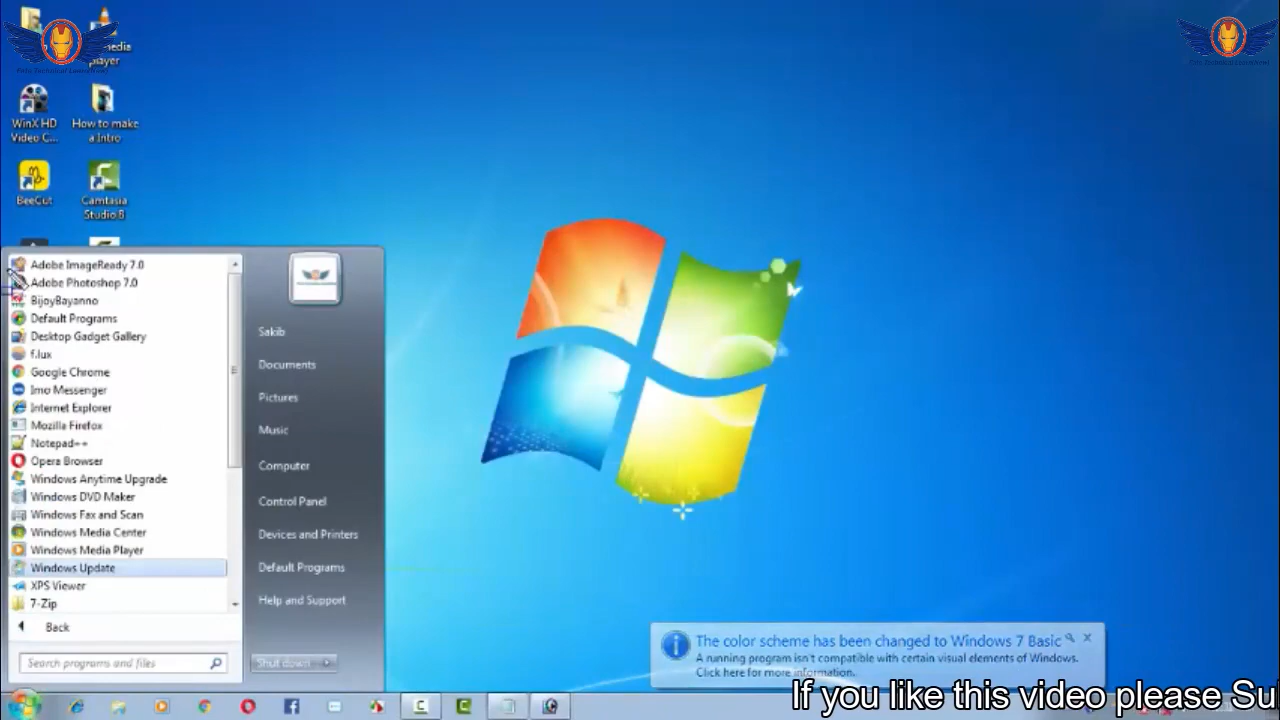 media
player
WinX HD
Video C...
How to make
a Intro
BeeCut
Camtasia
Studio 8
Adobe ImageReady 7.0
Adobe Photoshop 7.0
BijoyBayanno
Default Programs
Desktop Gadget Gallery
f.lux
Google Chrome
Imo Messenger
Internet Explorer
Mozilla Firefox
Notepad++
Opera Browser
Windows Anytime Upgrade
Windows DVD Maker
Windows Fax and Scan
Windows Media Center
Windows Media Player
Windows Update
XPS Viewer
7-Zip
Back
Search programs and files
Sakib
Documents
Pictures
Music
Computer
Control Panel
Devices and Printers
Default Programs
Help and Support
Shut down
The color scheme has been changed to Windows 7 Basic
A running program isn't compatible with certain visual elements of Windows.
Click here for more information.
If you like this video please Su